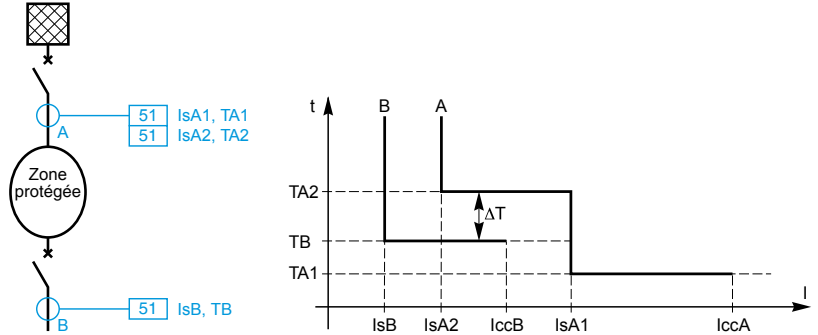 51 IsA1, TA1
A
51 IsA2, TA2
Zone
protégée
51 IsB, TB
B
t
B A
TA2
ΔT
TB
TA1
I
IsB IsA2 IccB IsA1 IccA